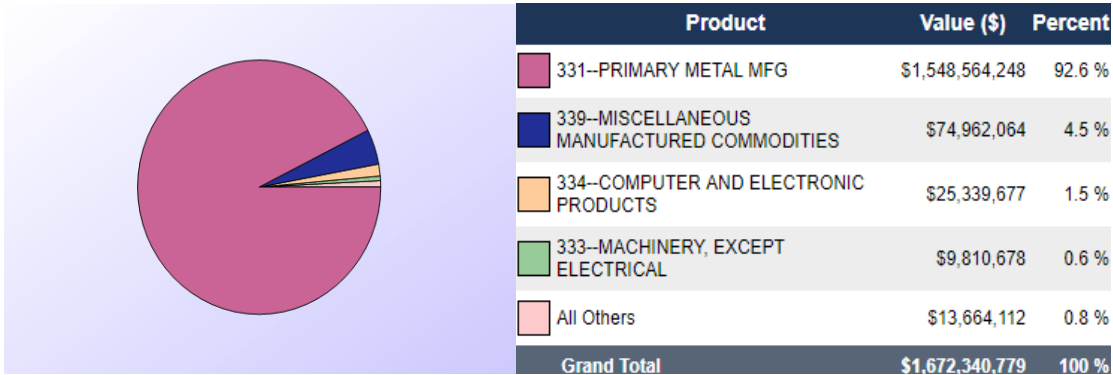 Product Value ($) Percent
331--PRIMARY METAL MFG $1,548,564,248 92.6 %
339--MISCELLANEOUS
MANUFACTURED COMMODITIES $74,962,064 4.5 %
334--COMPUTER AND ELECTRONIC
PRODUCTS $25,339,677 1.5 %
333--MACHINERY, EXCEPT
ELECTRICAL $9,810,678 0.6 %
All Others $13,664,112 0.8 %
Grand Total $1,672,340,779 100 %